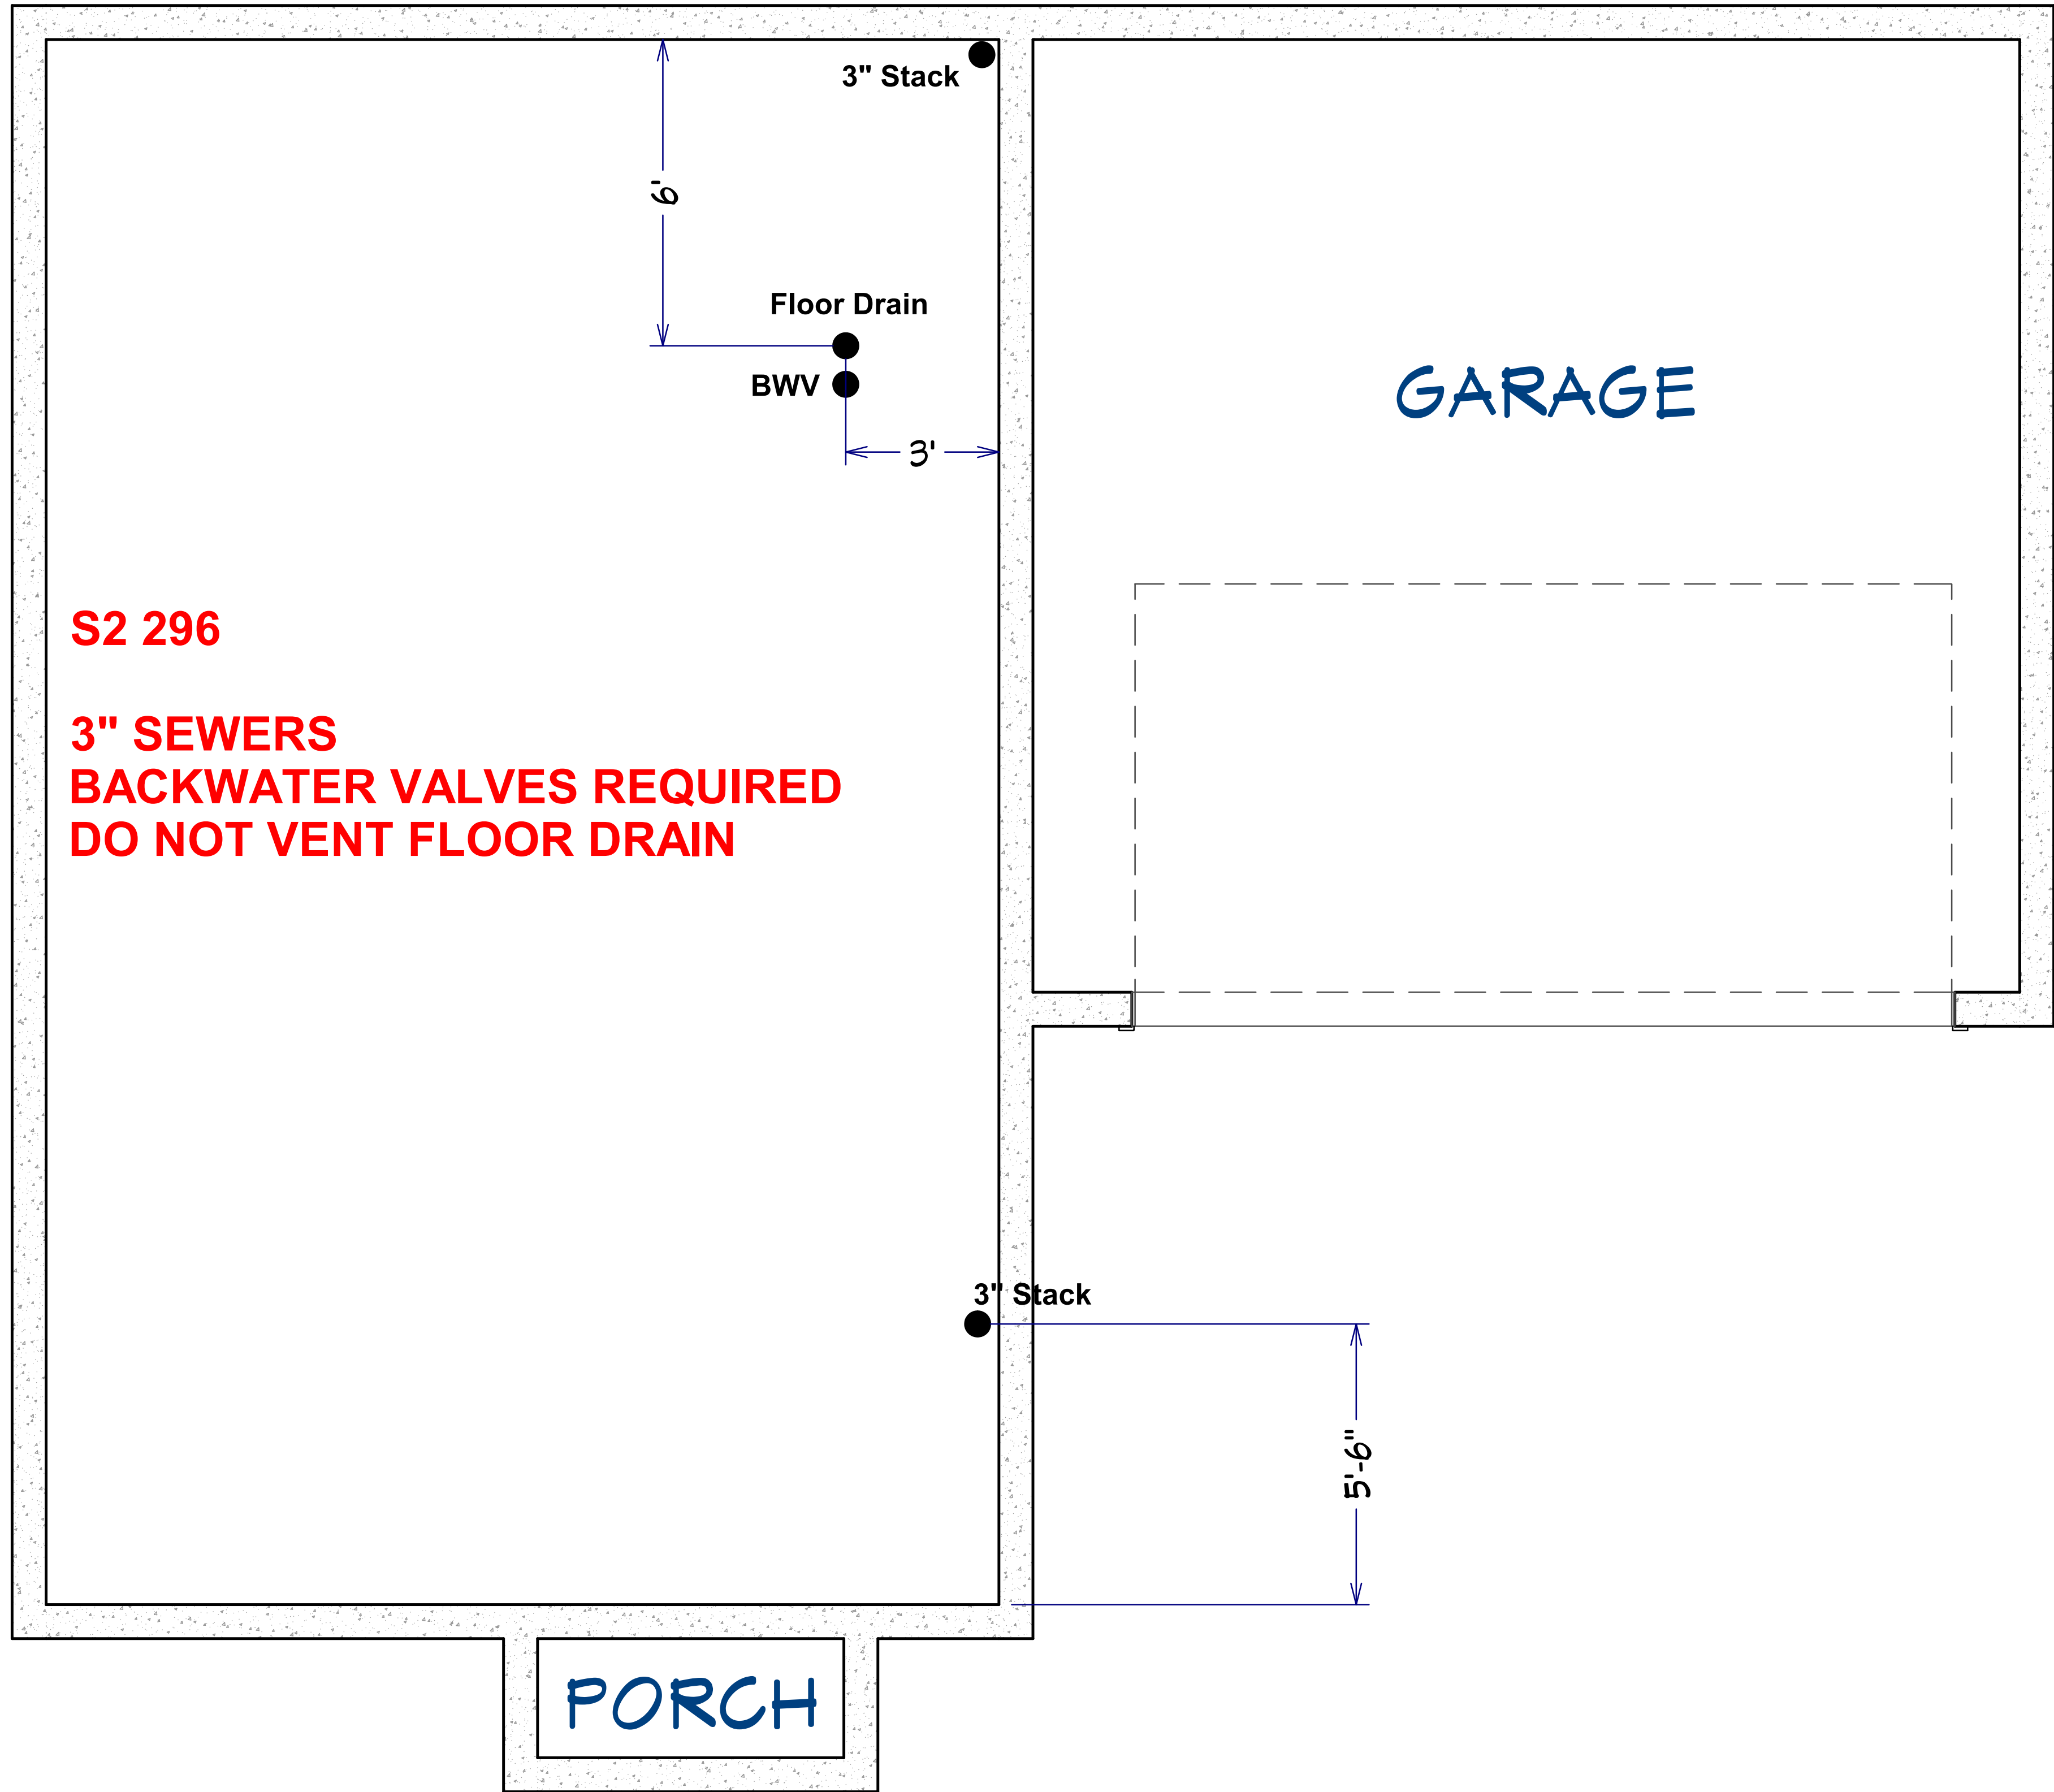 3" Stack
6'
Floor Drain
BWV
3'
GARAGE
S2 296
3" SEWERS
BACKWATER VALVES REQUIRED
DO NOT VENT FLOOR DRAIN
3" Stack
5'-6"
PORCH